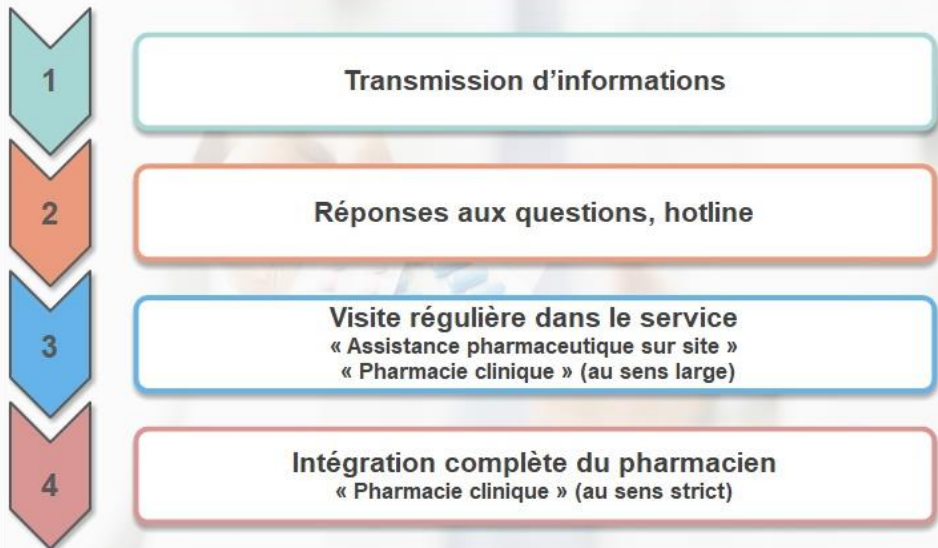 1
Transmission d’informations
2
Réponses aux questions, hotline
3
Visite régulière dans le service
« Assistance pharmaceutique sur site »
« Pharmacie clinique » (au sens large)
4
Intégration complète du pharmacien
« Pharmacie clinique » (au sens strict)